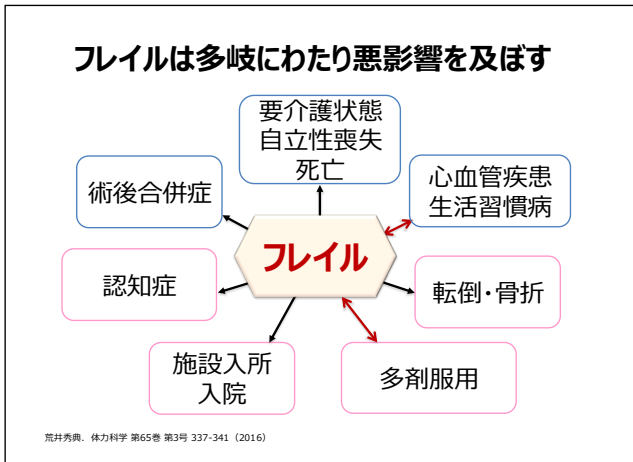 フレイルは多岐にわたり悪影響を及ぼす
要介護状態
自立性喪失
死亡
術後合併症
心血管疾患
生活習慣病
フレイル
認知症
転倒・骨折
施設入所
入院
多剤服用
荒井秀典. 体力科学 第65巻 第3号 337-341（2016）